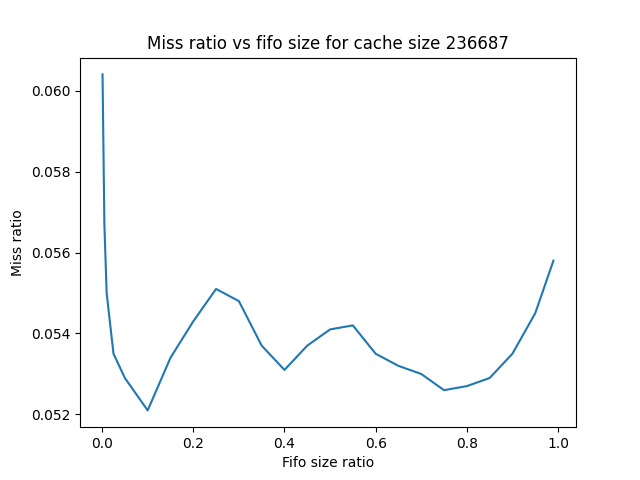 Miss ratio vs fifo size for cache size 236687
0.060
0.058
0.056
0.054
0.052
Miss ratio
0.0 0.2 0.4 0.6 0.8 1.0
Fifo size ratio